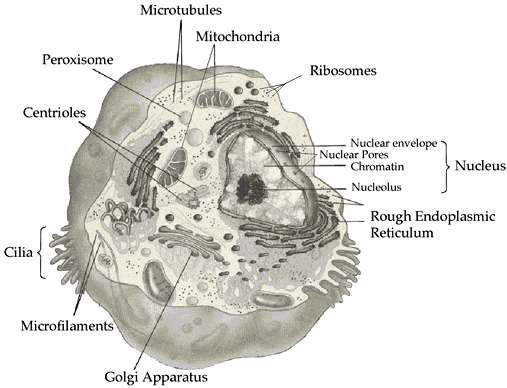 Microtubules
Mitochondria
Peroxisome
Ribosomes
Centrioles
Nuclear envelope
Nuclear Pores
Chromatin
Nucleus
Nucleolus
Rough Endoplasmic
Reticulum
Cilia
Microfilaments
Golgi Apparatus